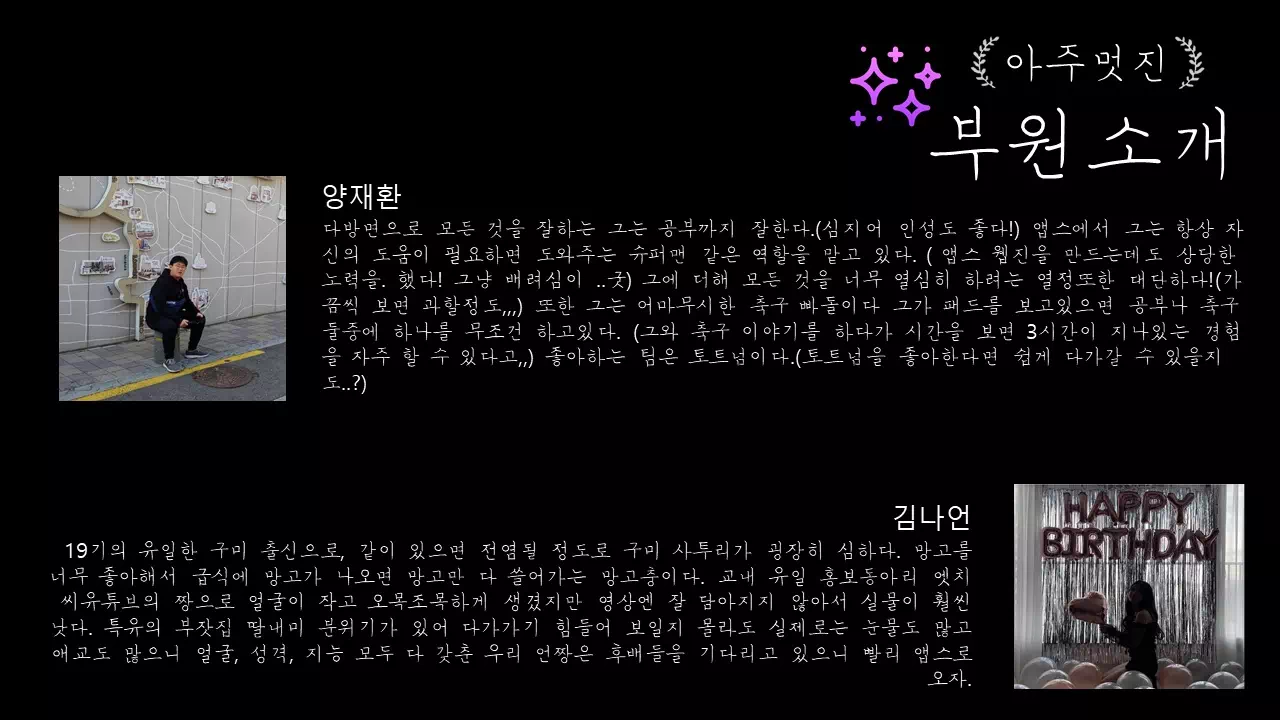 아주멋진
부원소개
양재환
다방면으로 모든 것을 잘하는 그는 공부까지 잘한다.(심지어 인성도 좋다!) 앱스에서 그는 항상 자
신의 도움이 필요하면 도와주는 슈퍼맨 같은 역할을 맡고 있다. ( 앱스 웹진을 만드는데도 상당한
노력을. 했다! 그냥 배려심이 ..굿) 그에 더해 모든 것을 너무 열심히 하려는 열정또한 대단하다!(가
끔씩 보면 과할정도,,,) 또한 그는 어마무시한 축구 빠돌이다 그가 패드를 보고있으면 공부나 축구
둘중에 하나를 무조건 하고있다. (그와 축구 이야기를 하다가 시간을 보면 3시간이 지나있는 경험
을 자주 할 수 있다고,,) 좋아하는 팀은 토트넘이다.(토트넘을 좋아한다면 쉽게 다가갈 수 있을지
도..?)
김나언
19기의 유일한 구미 출신으로, 같이 있으면 전염될 정도로 구미 사투리가 굉장히 심하다. 망고를
너무 좋아해서 급식에 망고가 나오면 망고만 다 쓸어가는 망고충이다. 교내 유일 홍보동아리 엣치
씨유튜브의 짱으로 얼굴이 작고 오목조목하게 생겼지만 영상엔 잘 담아지지 않아서 실물이 훨씬
낫다. 특유의 부잣집 딸내미 분위기가 있어 다가가기 힘들어 보일지 몰라도 실제로는 눈물도 많고
애교도 많으니 얼굴, 성격, 지능 모두 다 갖춘 우리 언짱은 후배들을 기다리고 있으니 빨리 앱스로
오자.
HAPPY
BIRTHDAY